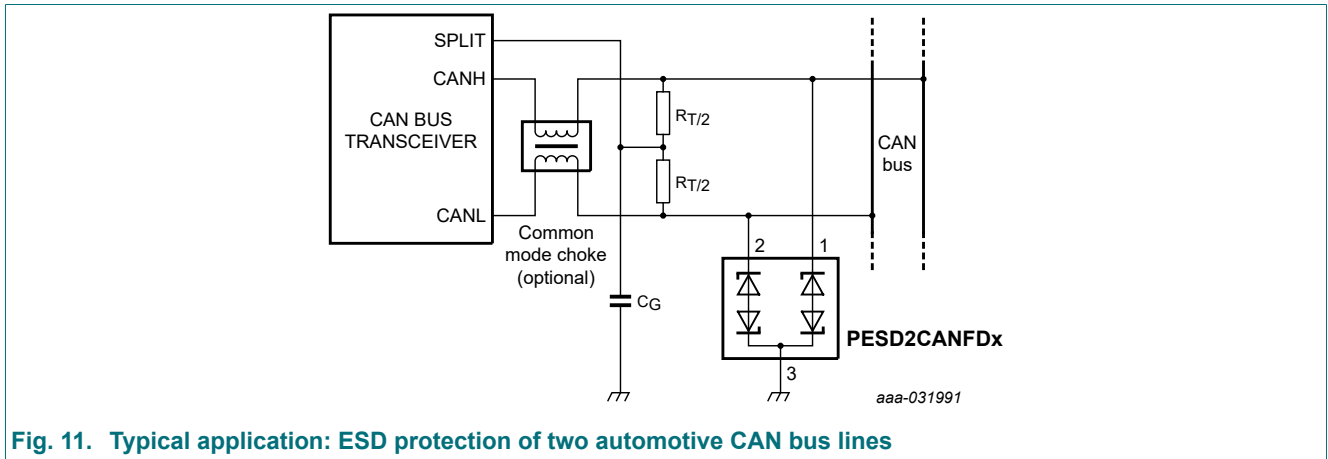 SPLIT
CANH
CAN BUS
TRANSCEIVER
CANL
Common
mode choke
(optional)
RT/2
RT/2
CG
CAN
bus
2
1
PESD2CANFDx
3
aaa-031991
Fig. 11. Typical application: ESD protection of two automotive CAN bus lines